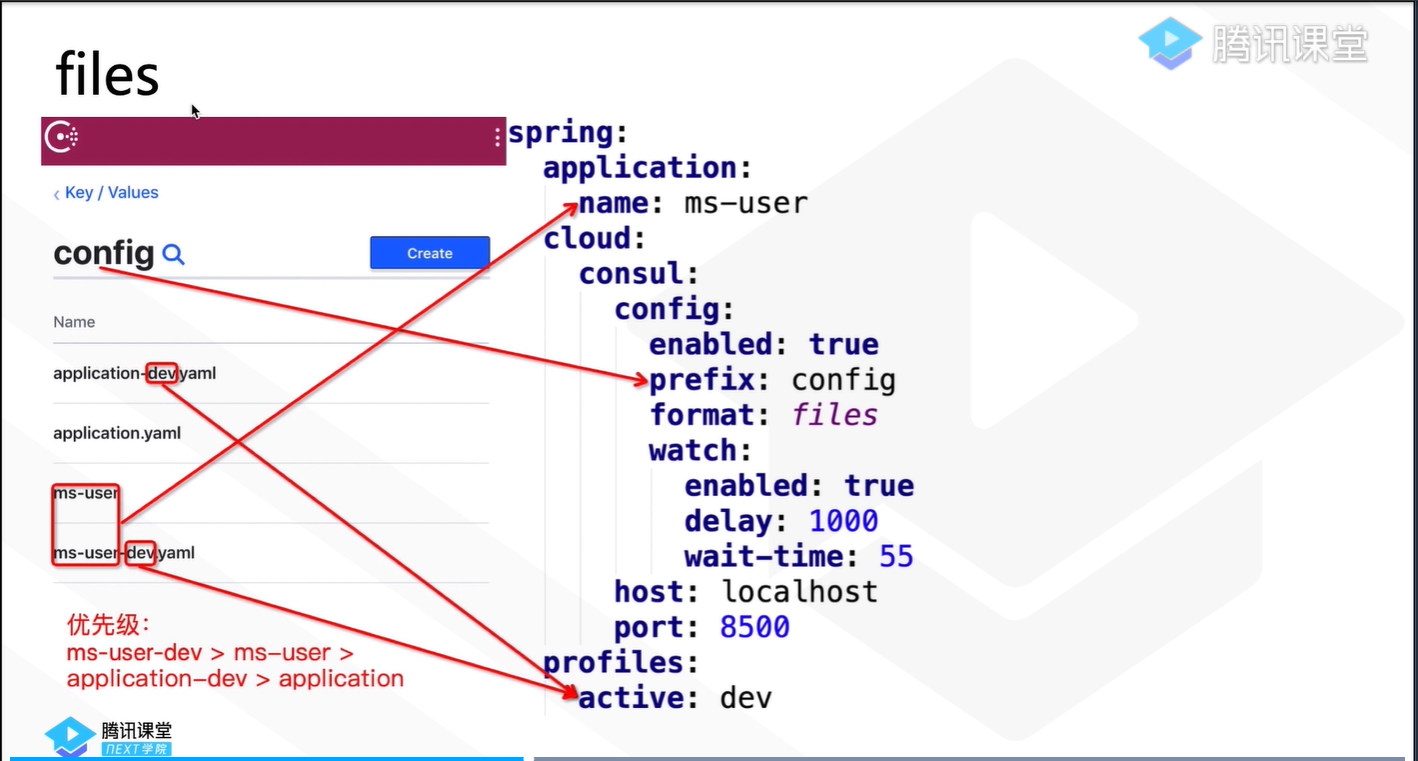 腾讯课堂
files
‹ Key / Values
config
Create
Name
application-dev.yaml
application.yaml
ms-user
ms-user-dev.yaml
优先级：
ms-user-dev > ms-user >
application-dev > application
腾讯课堂
NEXT学院
spring:
application:
name: ms-user
cloud:
consul:
config:
enabled: true
prefix: config
format: files
watch:
enabled: true
delay: 1000
wait-time: 55
host: localhost
port: 8500
profiles:
active: dev